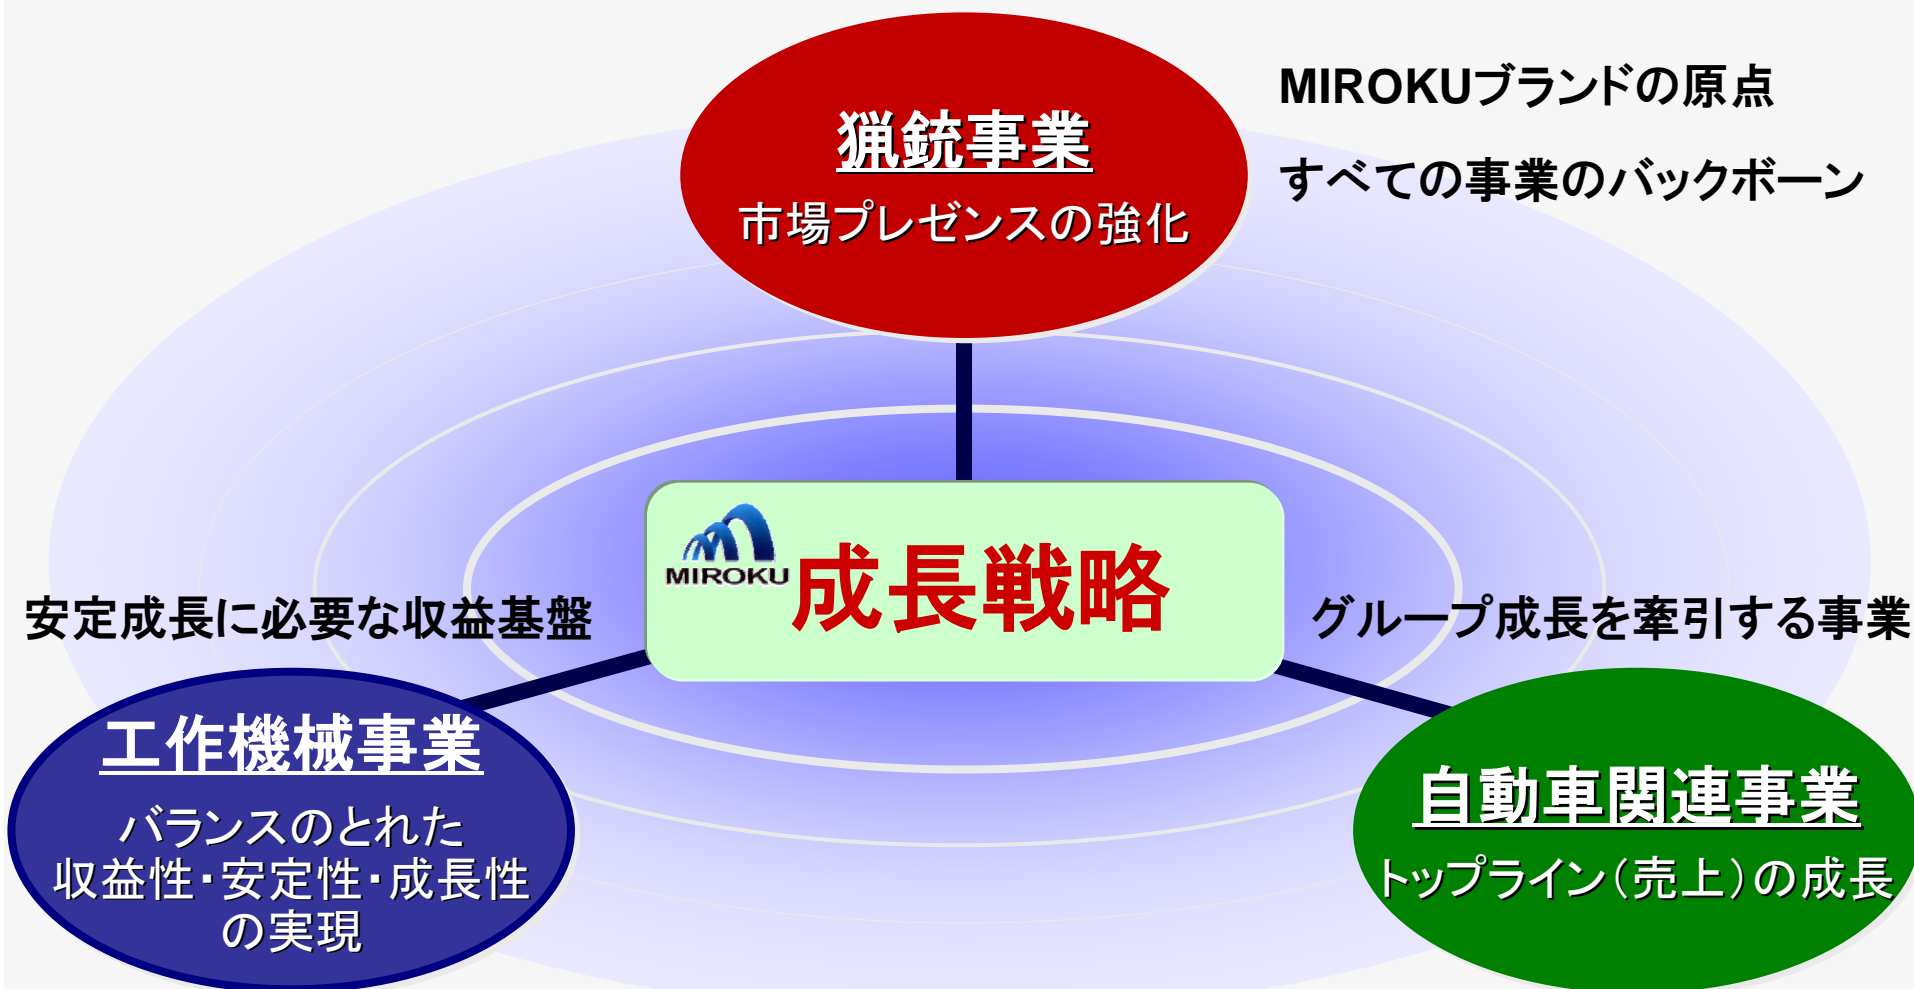 猟銃事業
市場プレゼンスの強化
MIROKUブランドの原点
すべての事業のバックボーン
MIROKU
成長戦略
安定成長に必要な収益基盤
工作機械事業
バランスのとれた
収益性・安定性・成長性
の実現
グループ成長を牽引する事業
自動車関連事業
トップライン（売上）の成長